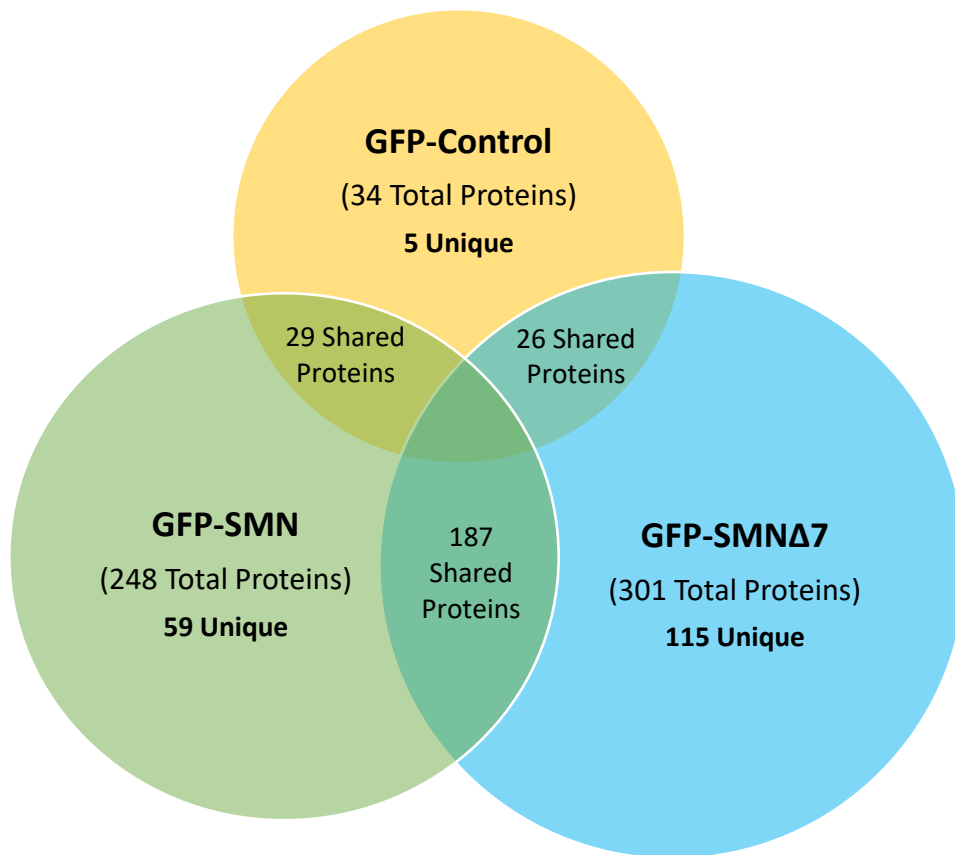 GFP-Control
(34 Total Proteins)
5 Unique
29 Shared
Proteins
26 Shared
Proteins
GFP-SMN
(248 Total Proteins)
59 Unique
187
Shared
Proteins
GFP-SMNΔ7
(301 Total Proteins)
115 Unique